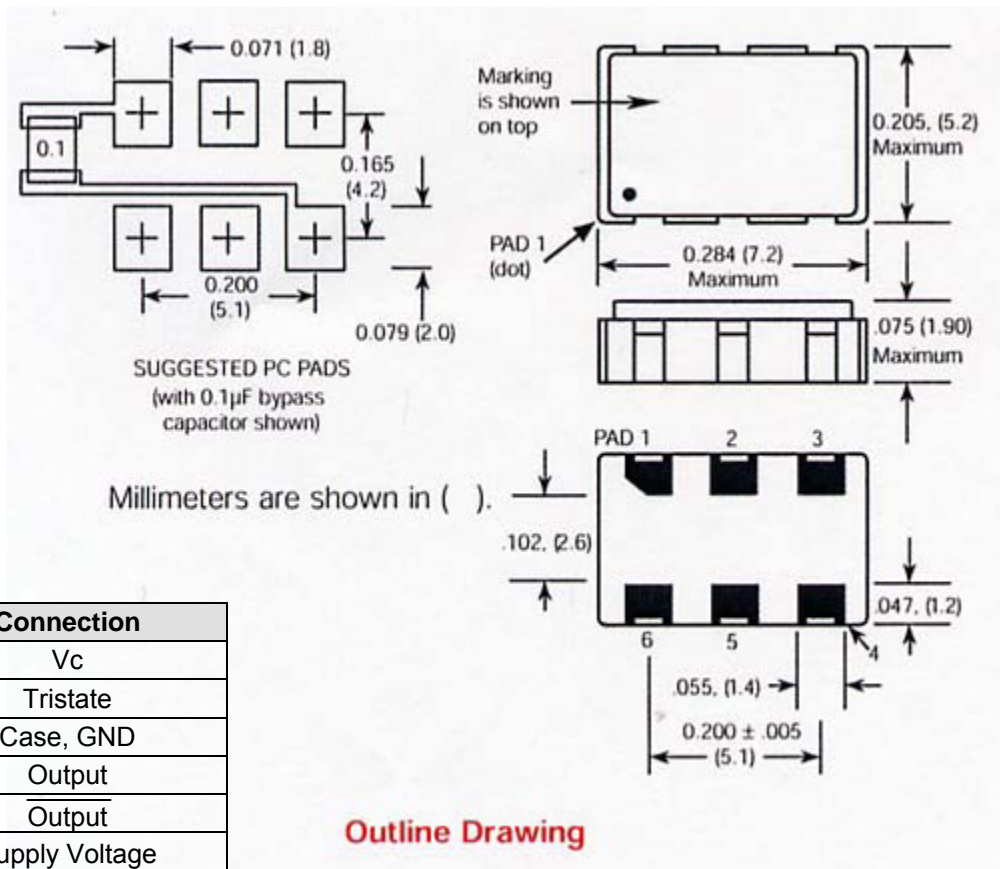 0.071 (1.8)
0.1
0.165
(4.2)
0.200
(5.1)
0.079 (2.0)
SUGGESTED PC PADS
(with 0.1µF bypass
capacitor shown)
Marking
is shown
on top
0.205, (5.2)
Maximum
PAD 1
(dot)
0.284 (7.2)
Maximum
.075 (1.90)
Maximum
PAD 1 2 3
Millimeters are shown in ( ).
.102, (2.6)
.047, (1.2)
6 5 4
.055, (1.4)
0.200 ± .005
(5.1)
Connection
Vc
Tristate
Case, GND
Output
Output
upply Voltage
Outline Drawing